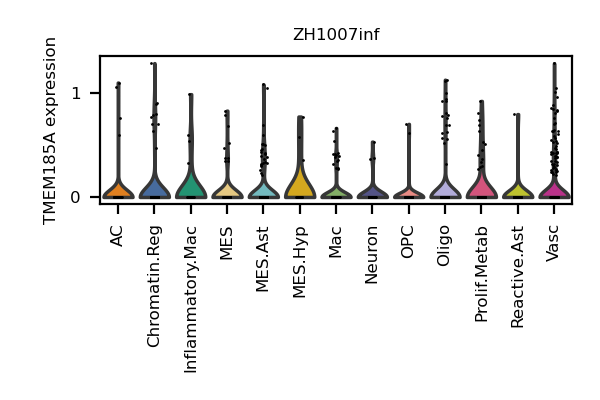 ZH1007inf
TMEM185A expression
1
0
AC
Chromatin.Reg
Inflammatory.Mac
MES
MES.Ast
MES.Hyp
Mac
Neuron
OPC
Oligo
Prolif.Metab
Reactive.Ast
Vasc